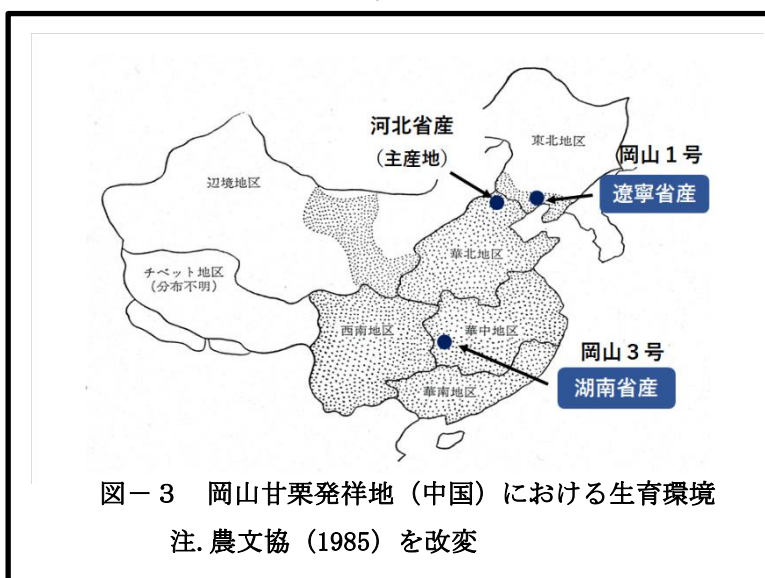 河北省産
(主産地)
東北地区
岡山1号
遼寧省産
辺境地区
華北地区
チベット地区
(分布不明)
西南地区
華中地区
岡山3号
湖南省産
華南地区
図－3 岡山甘栗発祥地（中国）における生育環境
注.農文協（1985）を改変